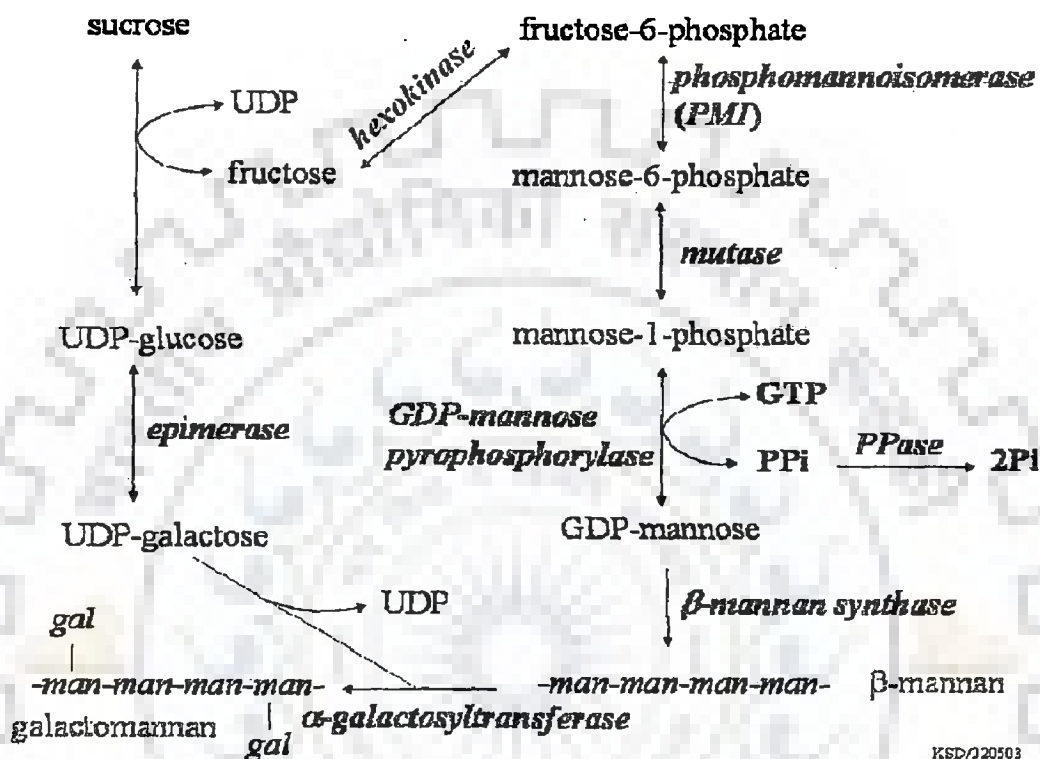 sucrose
fructose-6-phosphate
hexokinase
phosphomannoisomerase
(PMI)
UDP
fructose
mannose-6-phosphate
mutase
UDP-glucose
mannose-1-phosphate
epimerase
GDP-mannose
pyrophosphorylase
GTP
PPi
PPase
2Pi
UDP-galactose
GDP-mannose
UDP
β-mannan synthase
gal
-man-man-man-man-
-man-man-man-man-
β-mannan
galactomannan
α-galactosyltransferase
gal